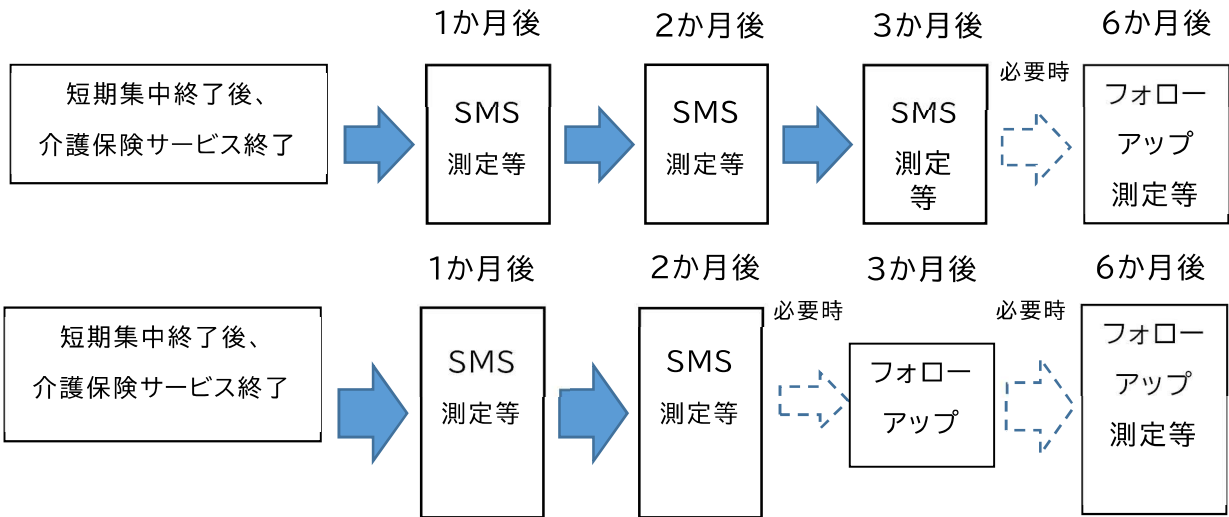 1か月後
2か月後
3か月後
6か月後
短期集中終了後、
介護保険サービス終了
SMS
測定等
SMS
測定等
SMS
測定
等
必要時
フォロー
アップ
測定等
1か月後
2か月後
3か月後
6か月後
短期集中終了後、
介護保険サービス終了
SMS
測定等
SMS
測定等
必要時
フォロー
アップ
必要時
フォロー
アップ
測定等